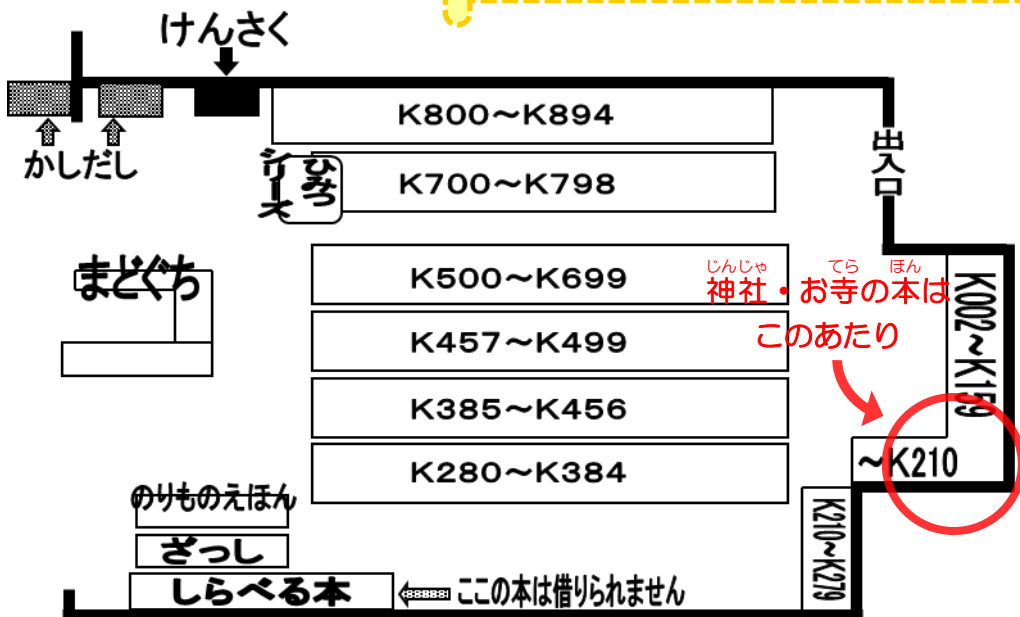 けんさく
K800～K894
かしだし
出入口
ひみつ
シリーズ
K700～K798
まどぐち
K500～K699
じんじゃ てら ほん
神社・お寺の本は
このあたり
K002～K159
K457～K499
K385～K456
～K210
K280～K384
のりものえほん
K210～K279
ざっし
しらべる本
ここの本は借りられません